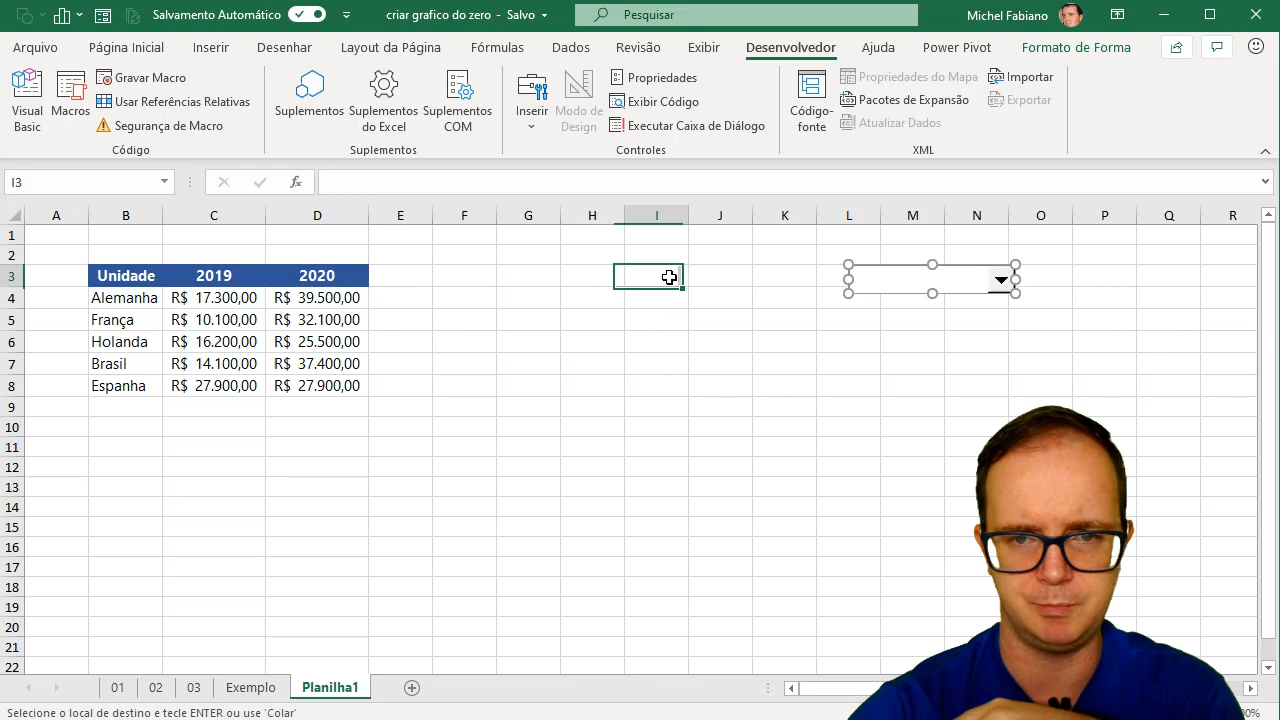 Salvamento Automático
criar grafico do zero - Salvo
Pesquisar
Michel Fabiano
Arquivo
Página Inicial
Inserir
Desenhar
Layout da Página
Fórmulas
Dados
Revisão
Exibir
Desenvolvedor
Ajuda
Power Pivot
Formato de Forma
Visual
Basic
Macros
Gravar Macro
Usar Referências Relativas
Segurança de Macro
Código
Suplementos
Suplementos
do Excel
Suplementos
COM
Suplementos
Inserir
Modo de
Design
Propriedades
Exibir Código
Executar Caixa de Diálogo
Controles
Código-
fonte
Propriedades do Mapa
Pacotes de Expansão
Atualizar Dados
Importar
Exportar
XML
I3
fx
A B C D E F G H I J K L M N O P Q R
1
2
3 Unidade 2019 2020
4 Alemanha R$ 17.300,00 R$ 39.500,00
5 França R$ 10.100,00 R$ 32.100,00
6 Holanda R$ 16.200,00 R$ 25.500,00
7 Brasil R$ 14.100,00 R$ 37.400,00
8 Espanha R$ 27.900,00 R$ 27.900,00
9
10
11
12
13
14
15
16
17
18
19
20
21
22
01 02 03 Exemplo Planilha1
Selecione o local de destino e tecle ENTER ou use 'Colar'